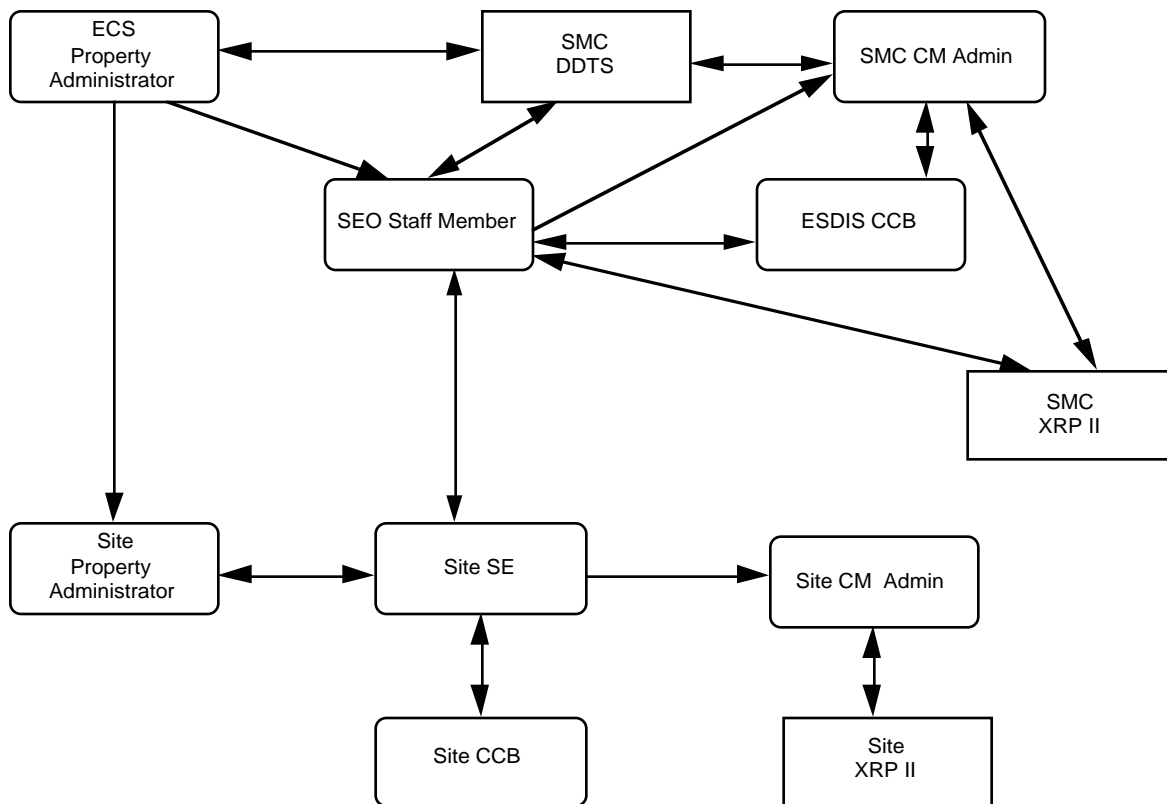 ECS
Property
Administrator
SMC
DDTS
SMC CM Admin
SEO Staff Member
ESDIS CCB
SMC
XRP II
Site
Property
Administrator
Site SE
Site CM  Admin
Site CCB
Site
XRP II